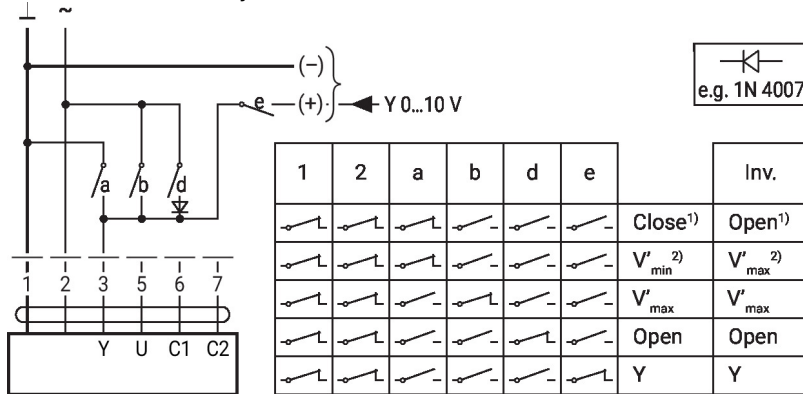 ⊥ ~
(–)
e (+) Y 0...10 V
e.g. 1N 4007
a b d
1 2 3 5 6 7
Y U C1 C2
1 2 a b d e Inv.
Close¹⁾ Open¹⁾
V'min²⁾ V'max²⁾
V'max V'max
Open Open
Y Y